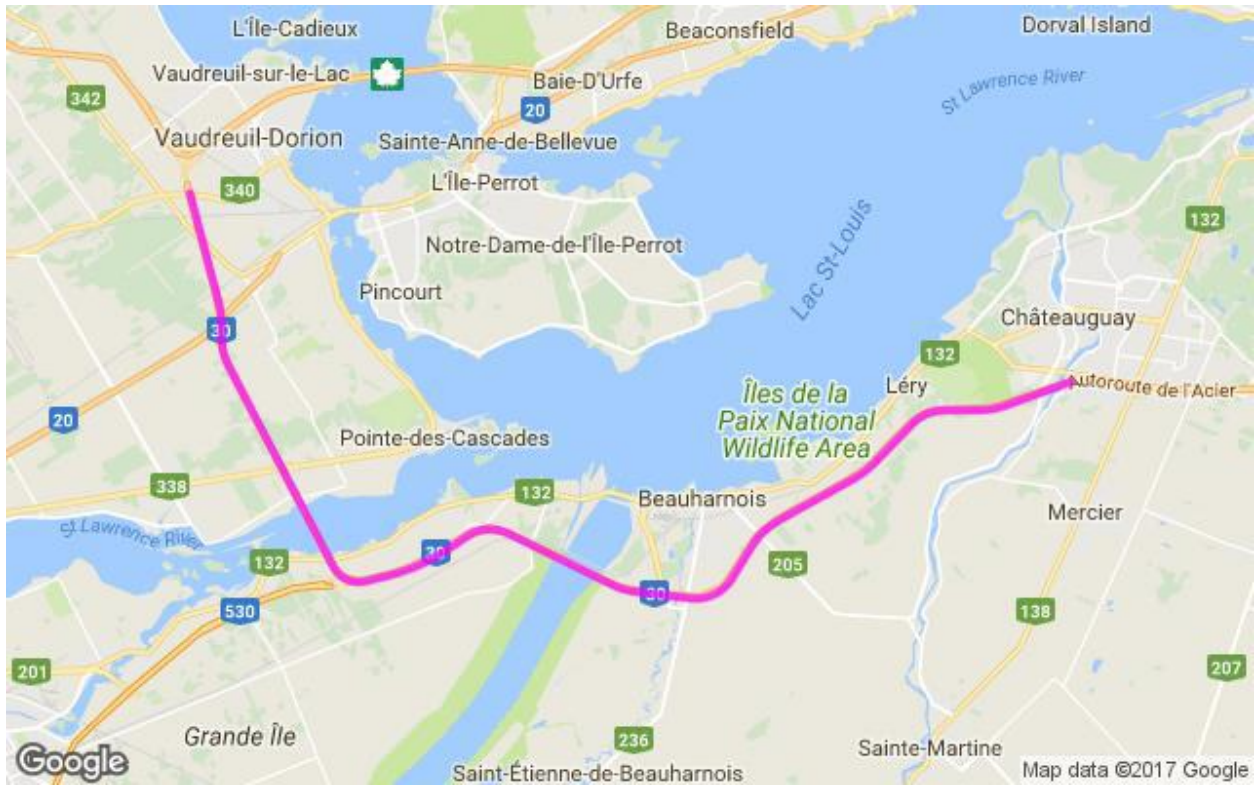 L'Île-Cadieux
Beaconsfield
Dorval Island
Vaudreuil-sur-le-Lac
Baie-D'Urfe
342
20
St Lawrence River
Vaudreuil-Dorion
Sainte-Anne-de-Bellevue
340
L'Île-Perrot
132
Notre-Dame-de-l'Île-Perrot
Lac St-Louis
Pincourt
Châteauguay
30
132
Léry
Autoroute de l'Acier
Îles de la
Paix National
Wildlife Area
20
Pointe-des-Cascades
338
132
Beauharnois
Mercier
St Lawrence River
132
30
205
530
30
138
201
207
Grande Île
236
Sainte-Martine
Saint-Étienne-de-Beauharnois
Google
Map data ©2017 Google